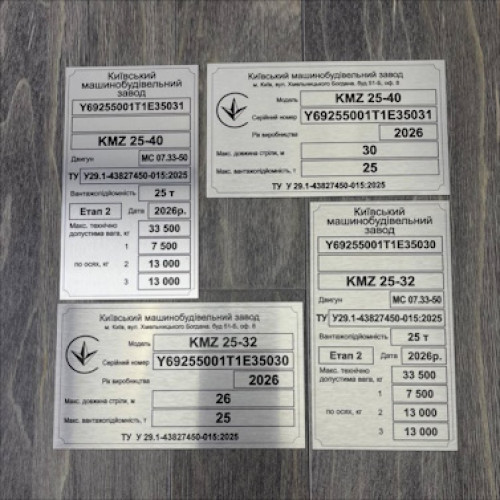 Київський
машинобудівельний
завод
Y69255001T1E35031
KMZ 25-40
Двигун MC 07.33-50
ТУ У29.1-43827450-015:2025
Вантажопідйомність 25 т
Етап 2 Дата 2026р.
Макс. технічно
допустима вага, кг 33 500
1 7 500
по осях, кг 2 13 000
3 13 000
Київський машинобудівельний завод
м. Київ, вул. Хмельницького Богдана, буд 51-Б, оф. 8
Модель KMZ 25-40
Серійний номер Y69255001T1E35031
Рік виробництва 2026
Макс. довжина стріли, м 30
Макс. вантажопідйомність, т 25
ТУ У 29.1-43827450-015:2025
Київський машинобудівельний завод
м. Київ, вул. Хмельницького Богдана, буд 51-Б, оф. 8
Модель KMZ 25-32
Серійний номер Y69255001T1E35030
Рік виробництва 2026
Макс. довжина стріли, м 26
Макс. вантажопідйомність, т 25
ТУ У 29.1-43827450-015:2025
Київський
машинобудівельний
завод
Y69255001T1E35030
KMZ 25-32
Двигун MC 07.33-50
ТУ У29.1-43827450-015:2025
Вантажопідйомність 25 т
Етап 2 Дата 2026р.
Макс. технічно
допустима вага, кг 33 500
1 7 500
по осях, кг 2 13 000
3 13 000